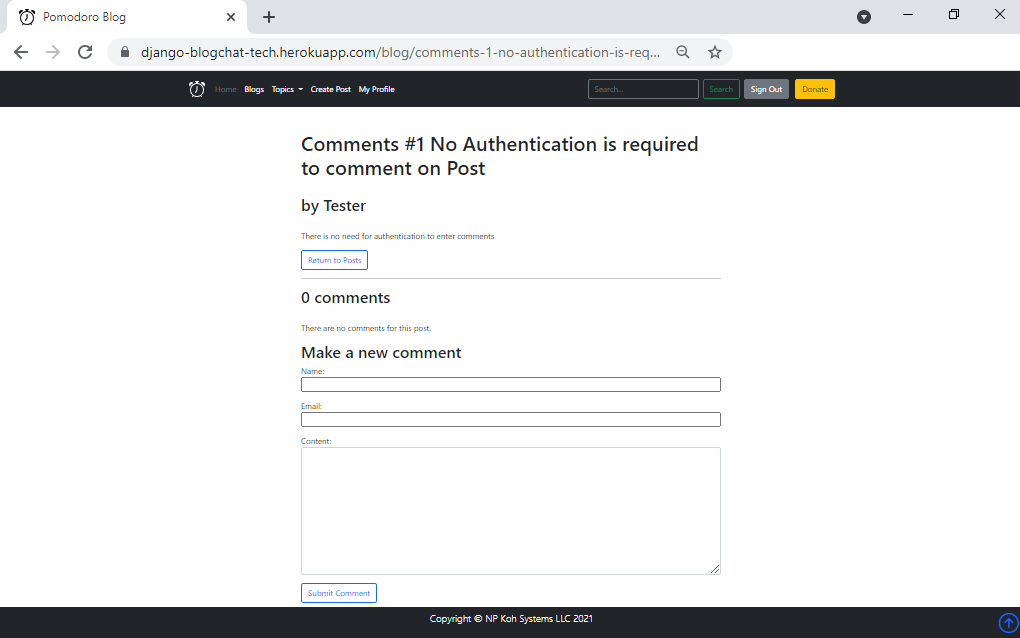 Pomodoro Blog
django-blogchat-tech.herokuapp.com/blog/comments-1-no-authentication-is-req...
Home Blogs Topics Create Post My Profile Search... Search Sign Out Donate
Comments #1 No Authentication is required
to comment on Post
by Tester
There is no need for authentication to enter comments
Return to Posts
0 comments
There are no comments for this post.
Make a new comment
Name:
Email:
Content:
Submit Comment
Copyright © NP Koh Systems LLC 2021